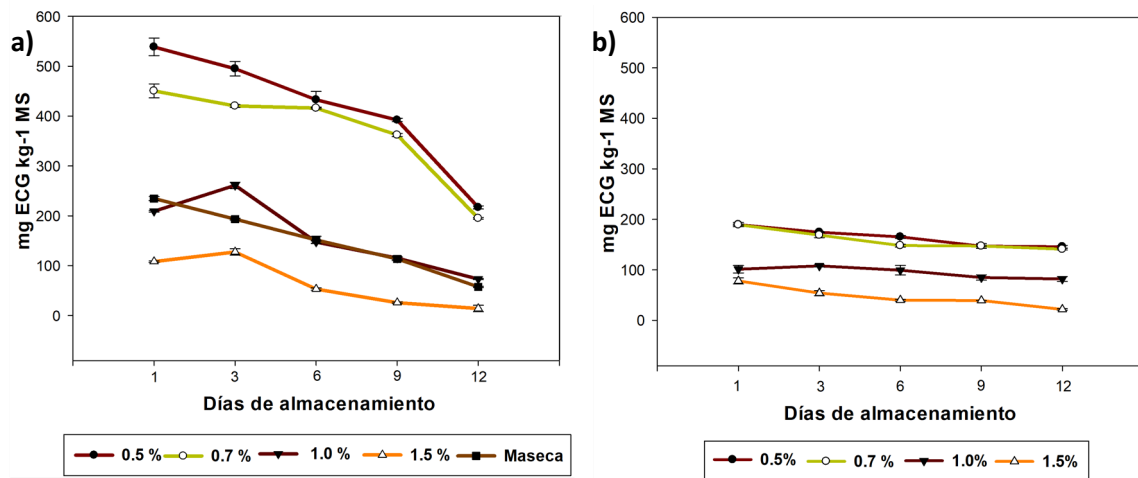 a)
600
500
400
300
200
100
0
mg ECG kg-1 MS
1 3 6 9 12
Días de almacenamiento
0.5 % 0.7 % 1.0 % 1.5 % Maseca
b)
600
500
400
300
200
100
0
mg ECG kg-1 MS
1 3 6 9 12
Días de almacenamiento
0.5% 0.7 % 1.0% 1.5%